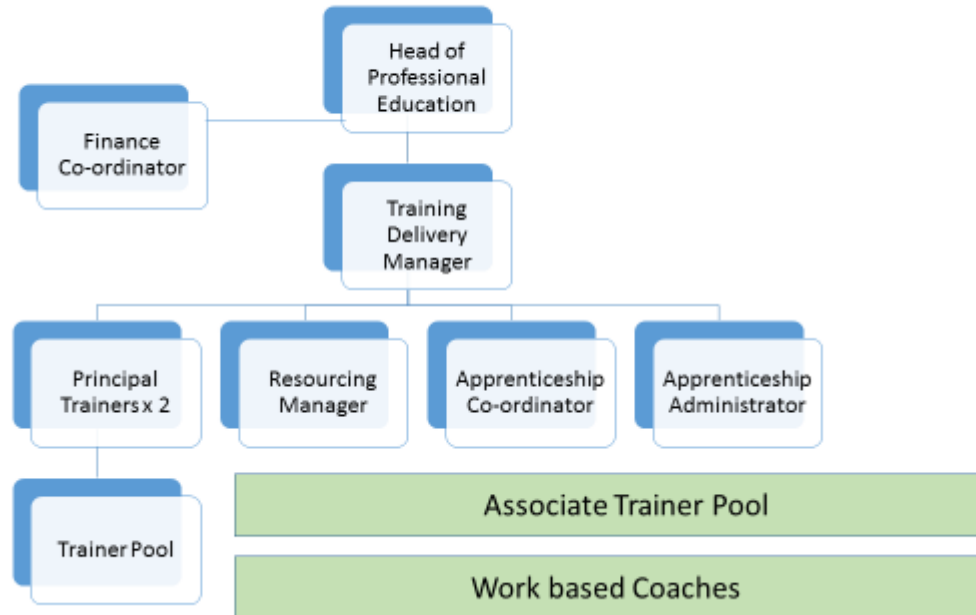 Head of
Professional
Education
Finance
Co-ordinator
Training
Delivery
Manager
Principal
Trainers x 2
Resourcing
Manager
Apprenticeship
Co-ordinator
Apprenticeship
Administrator
Trainer Pool
Associate Trainer Pool
Work based Coaches